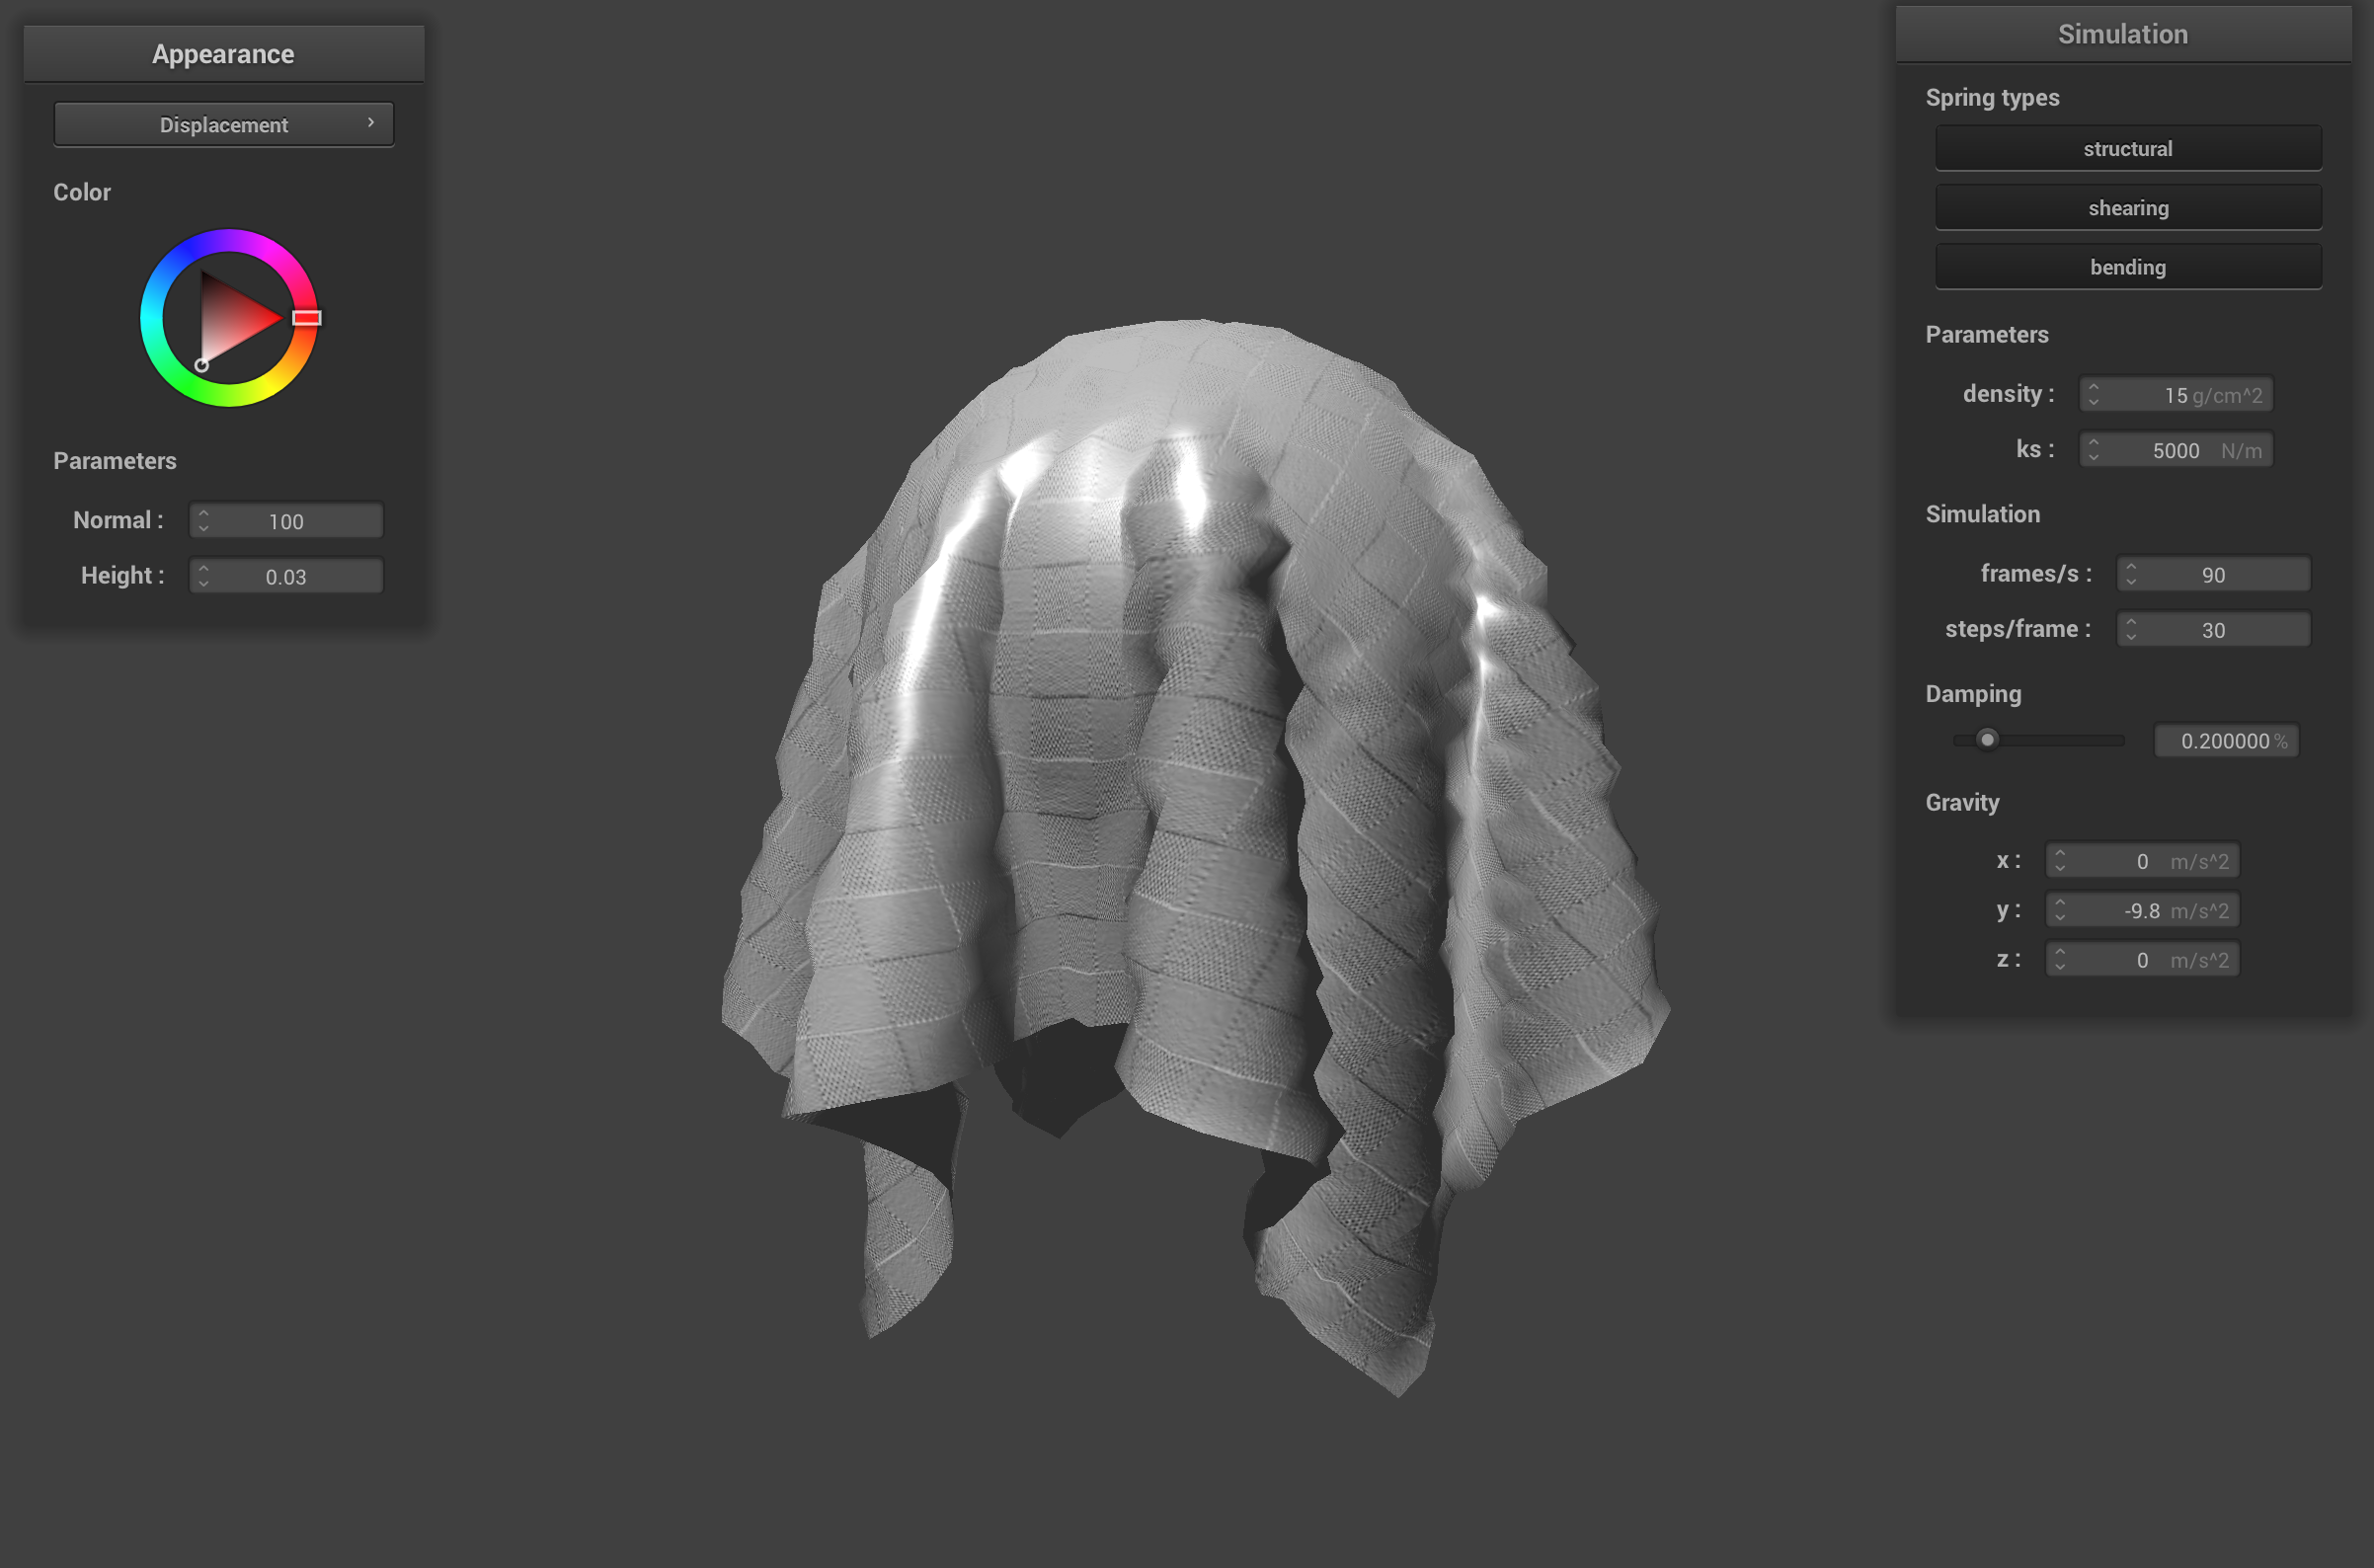 Appearance
Displacement
Color
Parameters
Normal : 100
Height : 0.03
Simulation
Spring types
structural
shearing
bending
Parameters
density : 15 g/cm^2
ks : 5000 N/m
Simulation
frames/s : 90
steps/frame : 30
Damping
0.200000 %
Gravity
x : 0 m/s^2
y : -9.8 m/s^2
z : 0 m/s^2